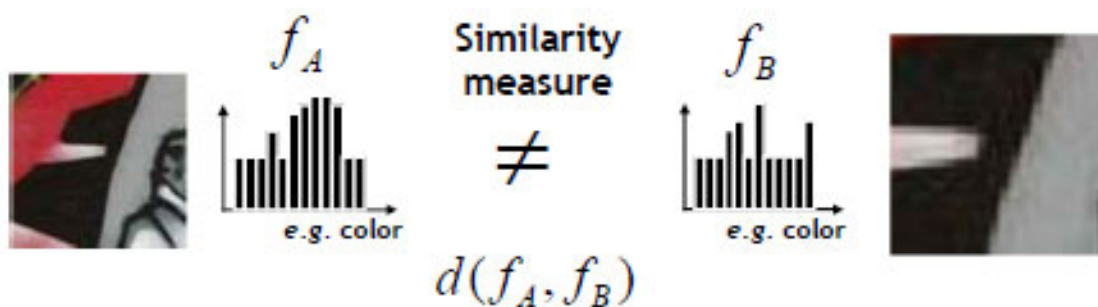 f_A
Similarity
measure
f_B
≠
e.g. color
e.g. color
d(f_A, f_B)